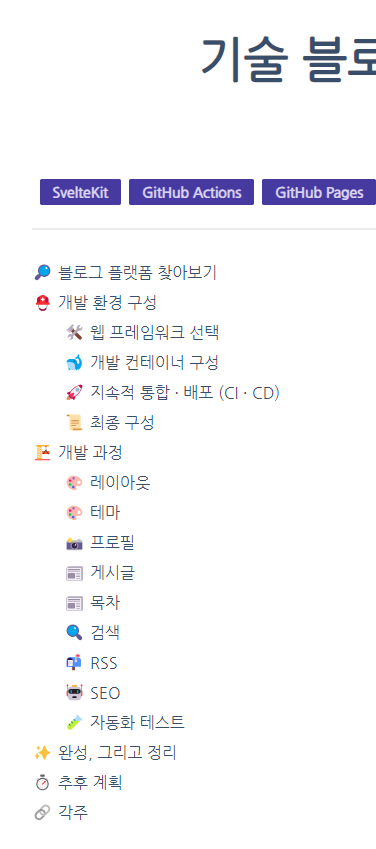 기술 블로
SvelteKit GitHub Actions GitHub Pages
블로그 플랫폼 찾아보기
개발 환경 구성
웹 프레임워크 선택
개발 컨테이너 구성
지속적 통합 · 배포 (CI · CD)
최종 구성
개발 과정
레이아웃
테마
프로필
게시글
목차
검색
RSS
SEO
자동화 테스트
완성, 그리고 정리
추후 계획
각주